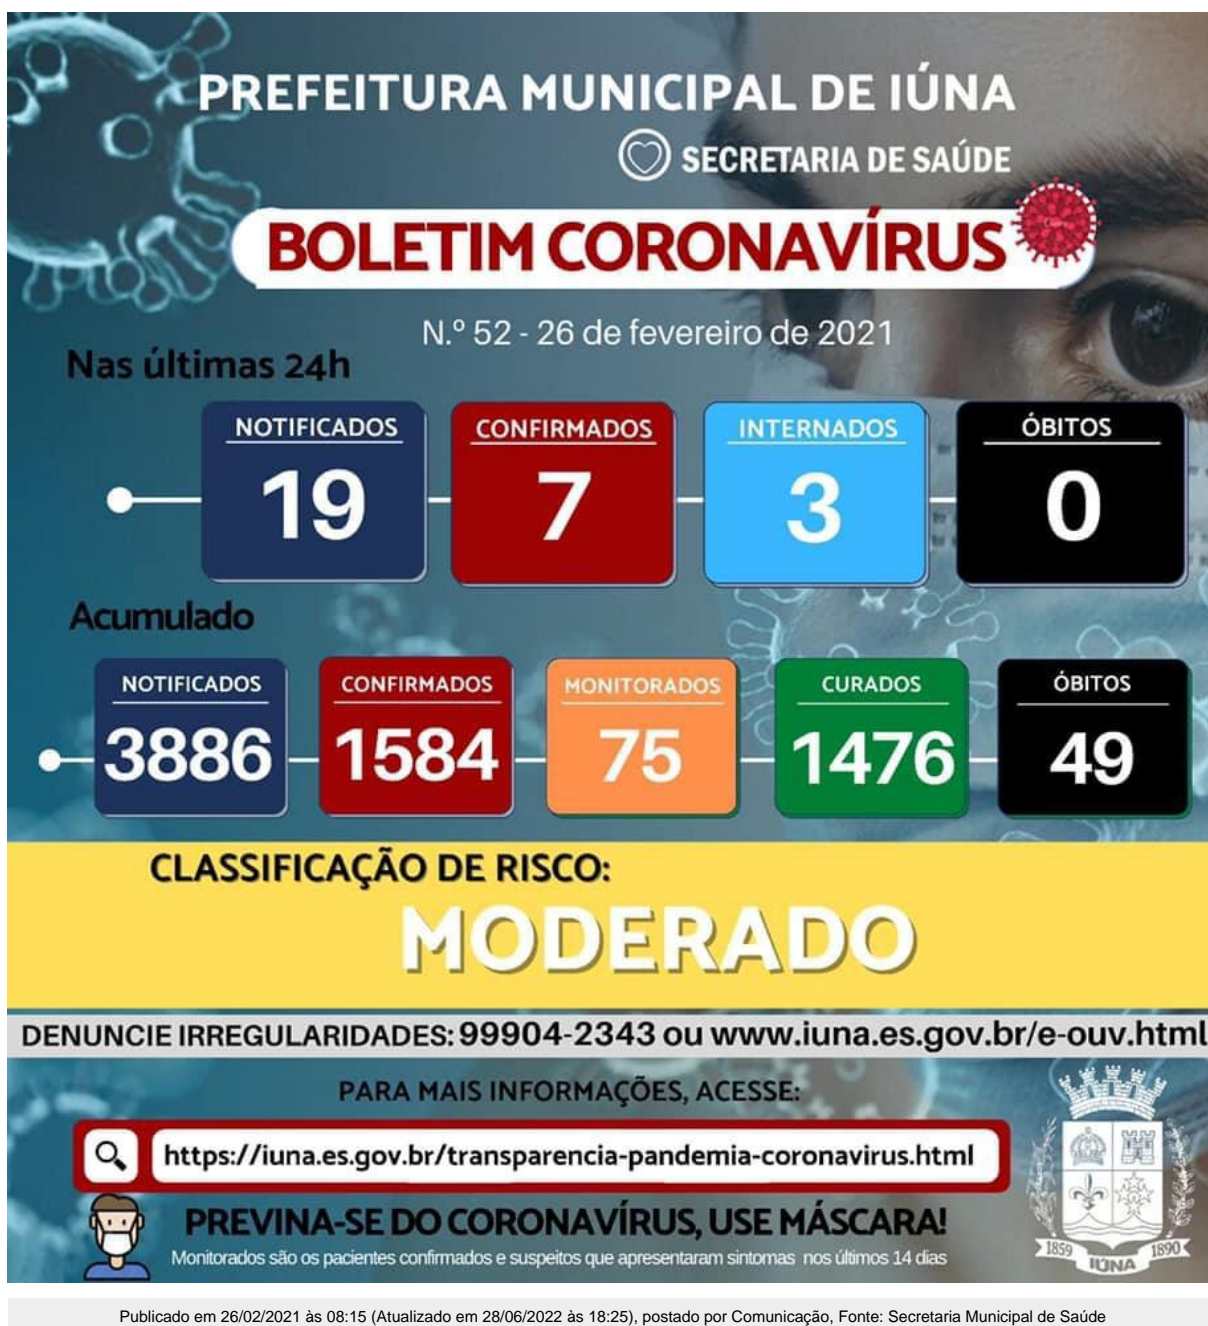 PREFEITURA MUNICIPAL DE IÚNA
SECRETARIA DE SAÚDE
BOLETIM CORONAVÍRUS
N.º 52 - 26 de fevereiro de 2021
Nas últimas 24h
NOTIFICADOS
19
CONFIRMADOS
7
INTERNADOS
3
ÓBITOS
0
Acumulado
NOTIFICADOS
3886
CONFIRMADOS
1584
MONITORADOS
75
CURADOS
1476
ÓBITOS
49
CLASSIFICAÇÃO DE RISCO:
MODERADO
DENUNCIE IRREGULARIDADES: 99904-2343 ou www.iuna.es.gov.br/e-ouv.html
PARA MAIS INFORMAÇÕES, ACESSE:
https://iuna.es.gov.br/transparencia-pandemia-coronavirus.html
PREVINA-SE DO CORONAVÍRUS, USE MÁSCARA!
Monitorados são os pacientes confirmados e suspeitos que apresentaram sintomas nos últimos 14 dias
1859 IÚNA 1890
Publicado em 26/02/2021 às 08:15 (Atualizado em 28/06/2022 às 18:25), postado por Comunicação, Fonte: Secretaria Municipal de Saúde